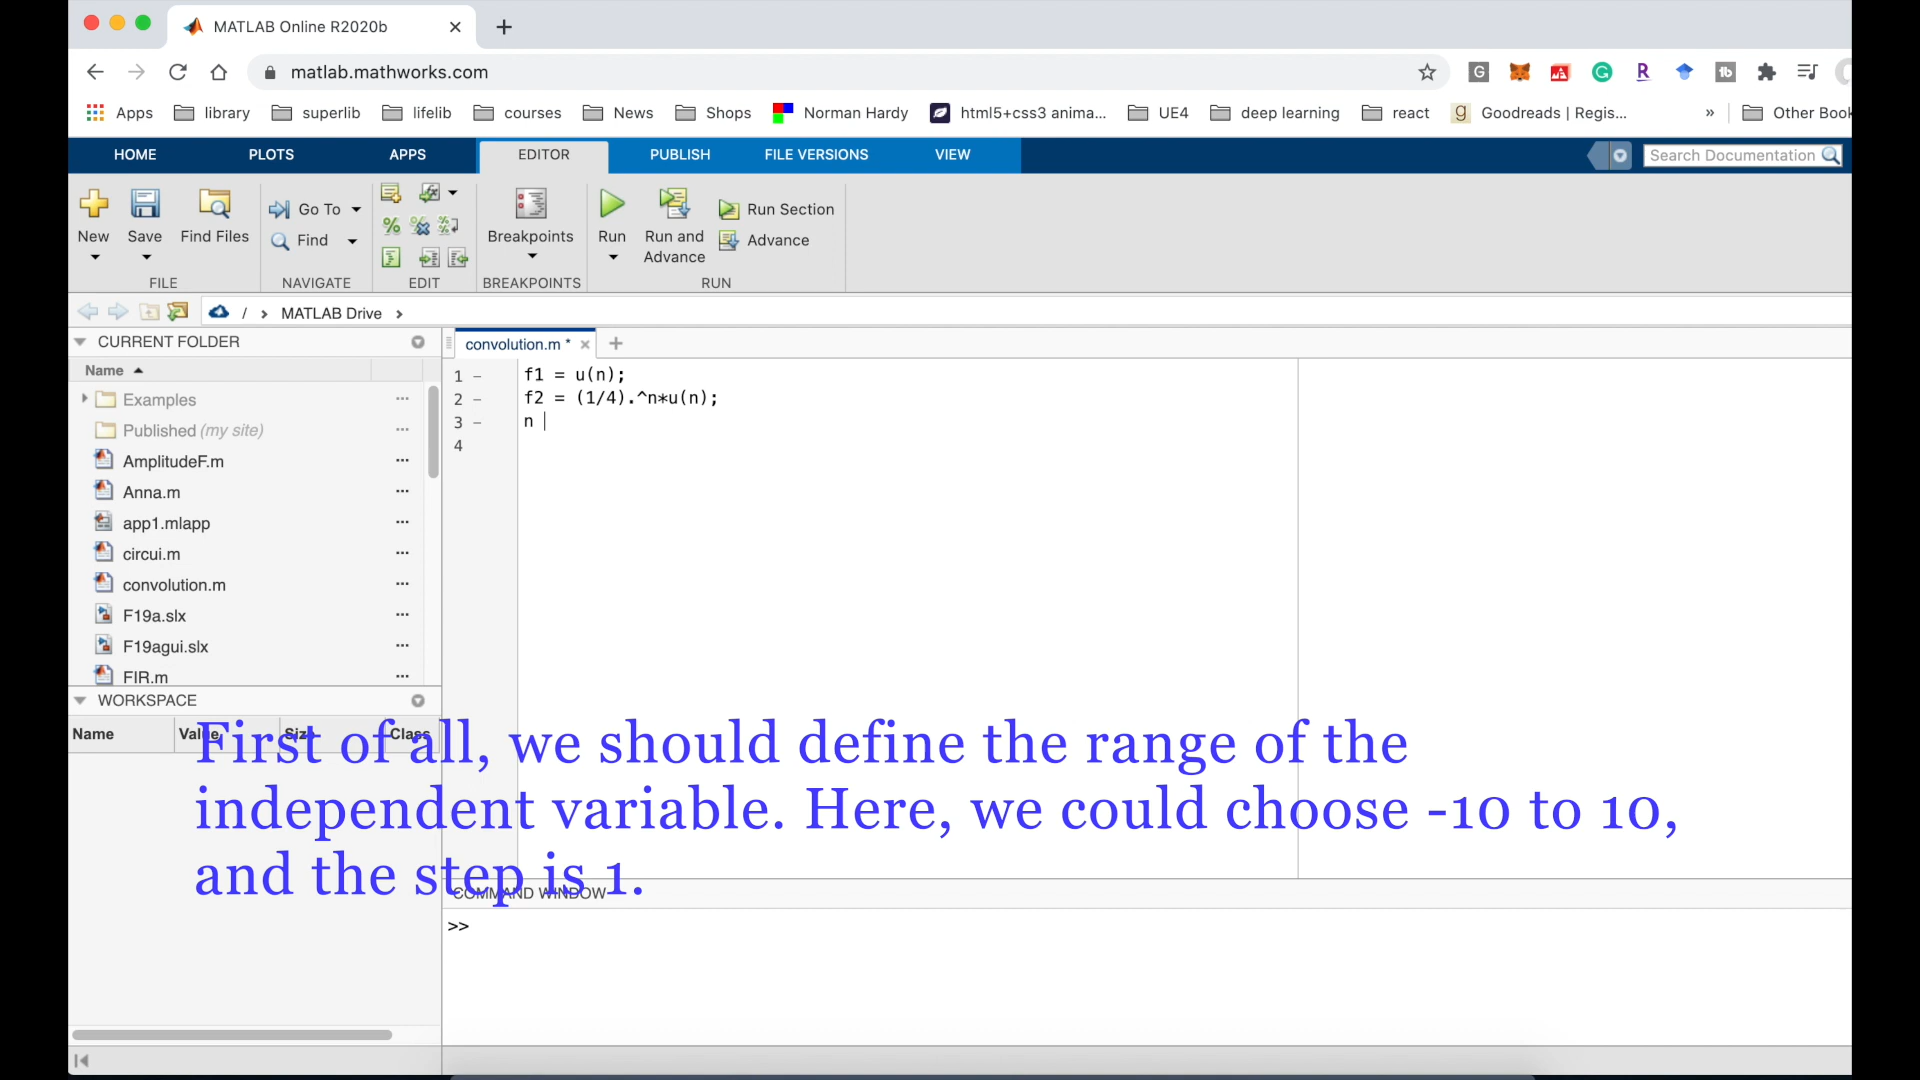 MATLAB Online R2020b
matlab.mathworks.com
Apps library superlib lifelib courses News Shops Norman Hardy html5+css3 anima... UE4 deep learning react Goodreads | Regis... » Other Book
HOME PLOTS APPS EDITOR PUBLISH FILE VERSIONS VIEW Search Documentation
New Save Find Files Go To Find Breakpoints Run Run and Advance Run Section Advance
FILE NAVIGATE EDIT BREAKPOINTS RUN
/ › MATLAB Drive ›
CURRENT FOLDER
Name
Examples
Published (my site)
AmplitudeF.m
Anna.m
app1.mlapp
circui.m
convolution.m
F19a.slx
F19agui.slx
FIR.m
convolution.m *
1 – f1 = u(n);
2 – f2 = (1/4).^n*u(n);
3 – n
4
WORKSPACE
Name Value Size Class
First of all, we should define the range of the
independent variable. Here, we could choose -10 to 10,
and the step is 1.
COMMAND WINDOW
>>